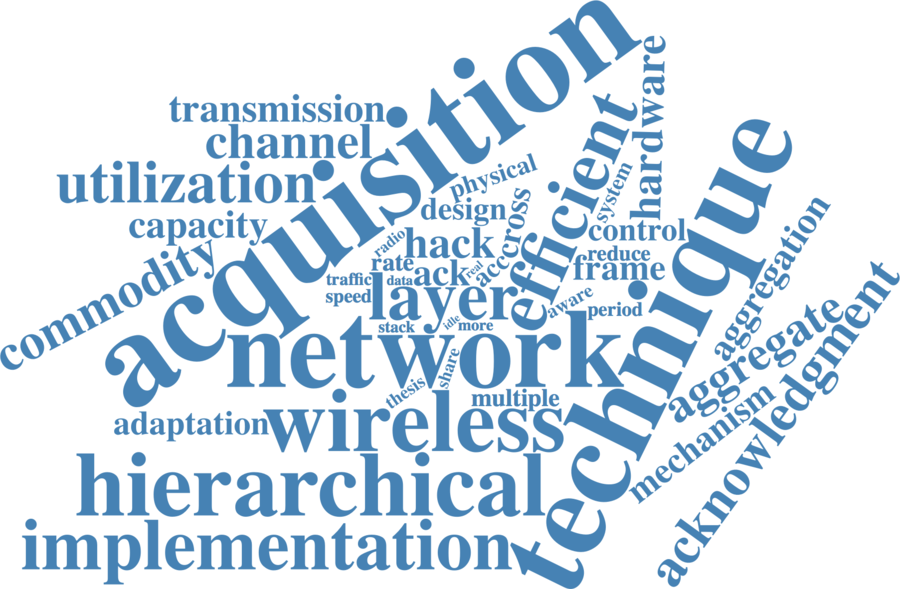 acquisition
hardware
efficient
transmission
channel
technique
physical
utilization
system
cross
design
acce
capacity
control
aggregation
commodity
radio
hack
reduce
rate
ack
real
frame
traffic
data
speed
layer
aware
period
acknowledgment
stack
idle
more
network
aggregate
share
thesis
multiple
mechanism
adaptation
wireless
hierarchical
implementation